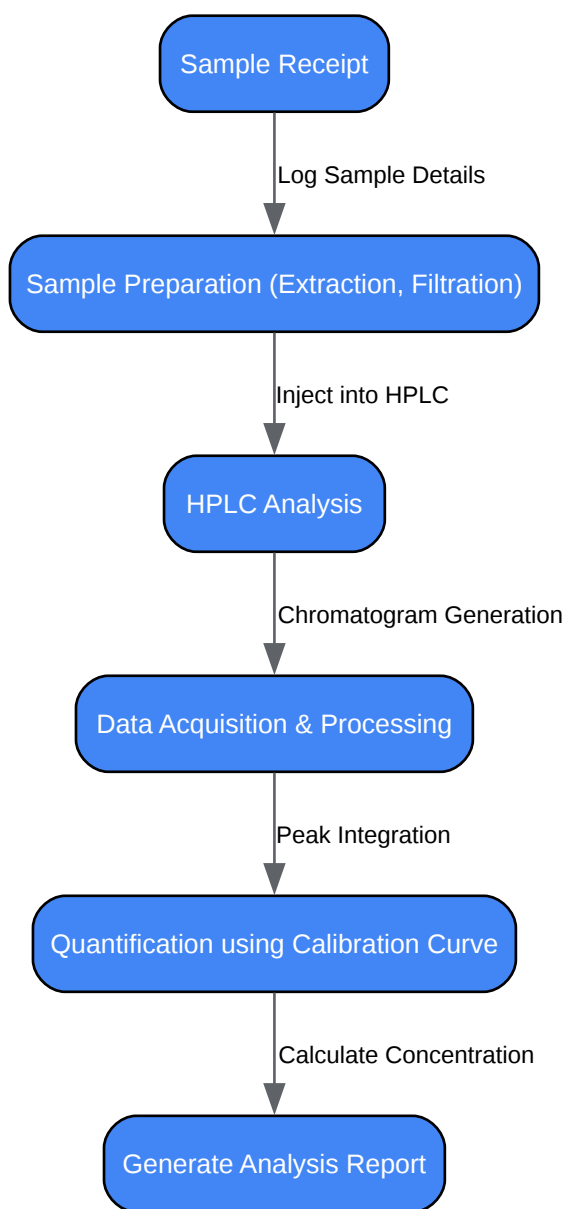 Sample Receipt
Log Sample Details
Sample Preparation (Extraction, Filtration)
Inject into HPLC
HPLC Analysis
Chromatogram Generation
Data Acquisition & Processing
Peak Integration
Quantification using Calibration Curve
Calculate Concentration
Generate Analysis Report